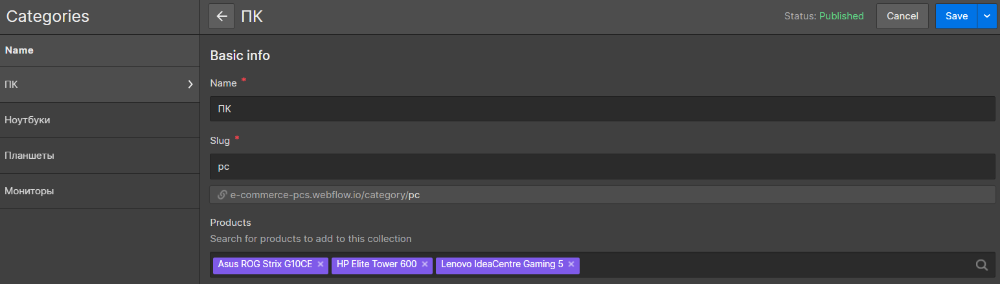 Categories
Name
ПК
Ноутбуки
Планшеты
Мониторы
ПК
Status: Published
Cancel
Save
Basic info
Name *
ПК
Slug *
pc
e-commerce-pcs.webflow.io/category/pc
Products
Search for products to add to this collection
Asus ROG Strix G10CE × HP Elite Tower 600 × Lenovo IdeaCentre Gaming 5 ×